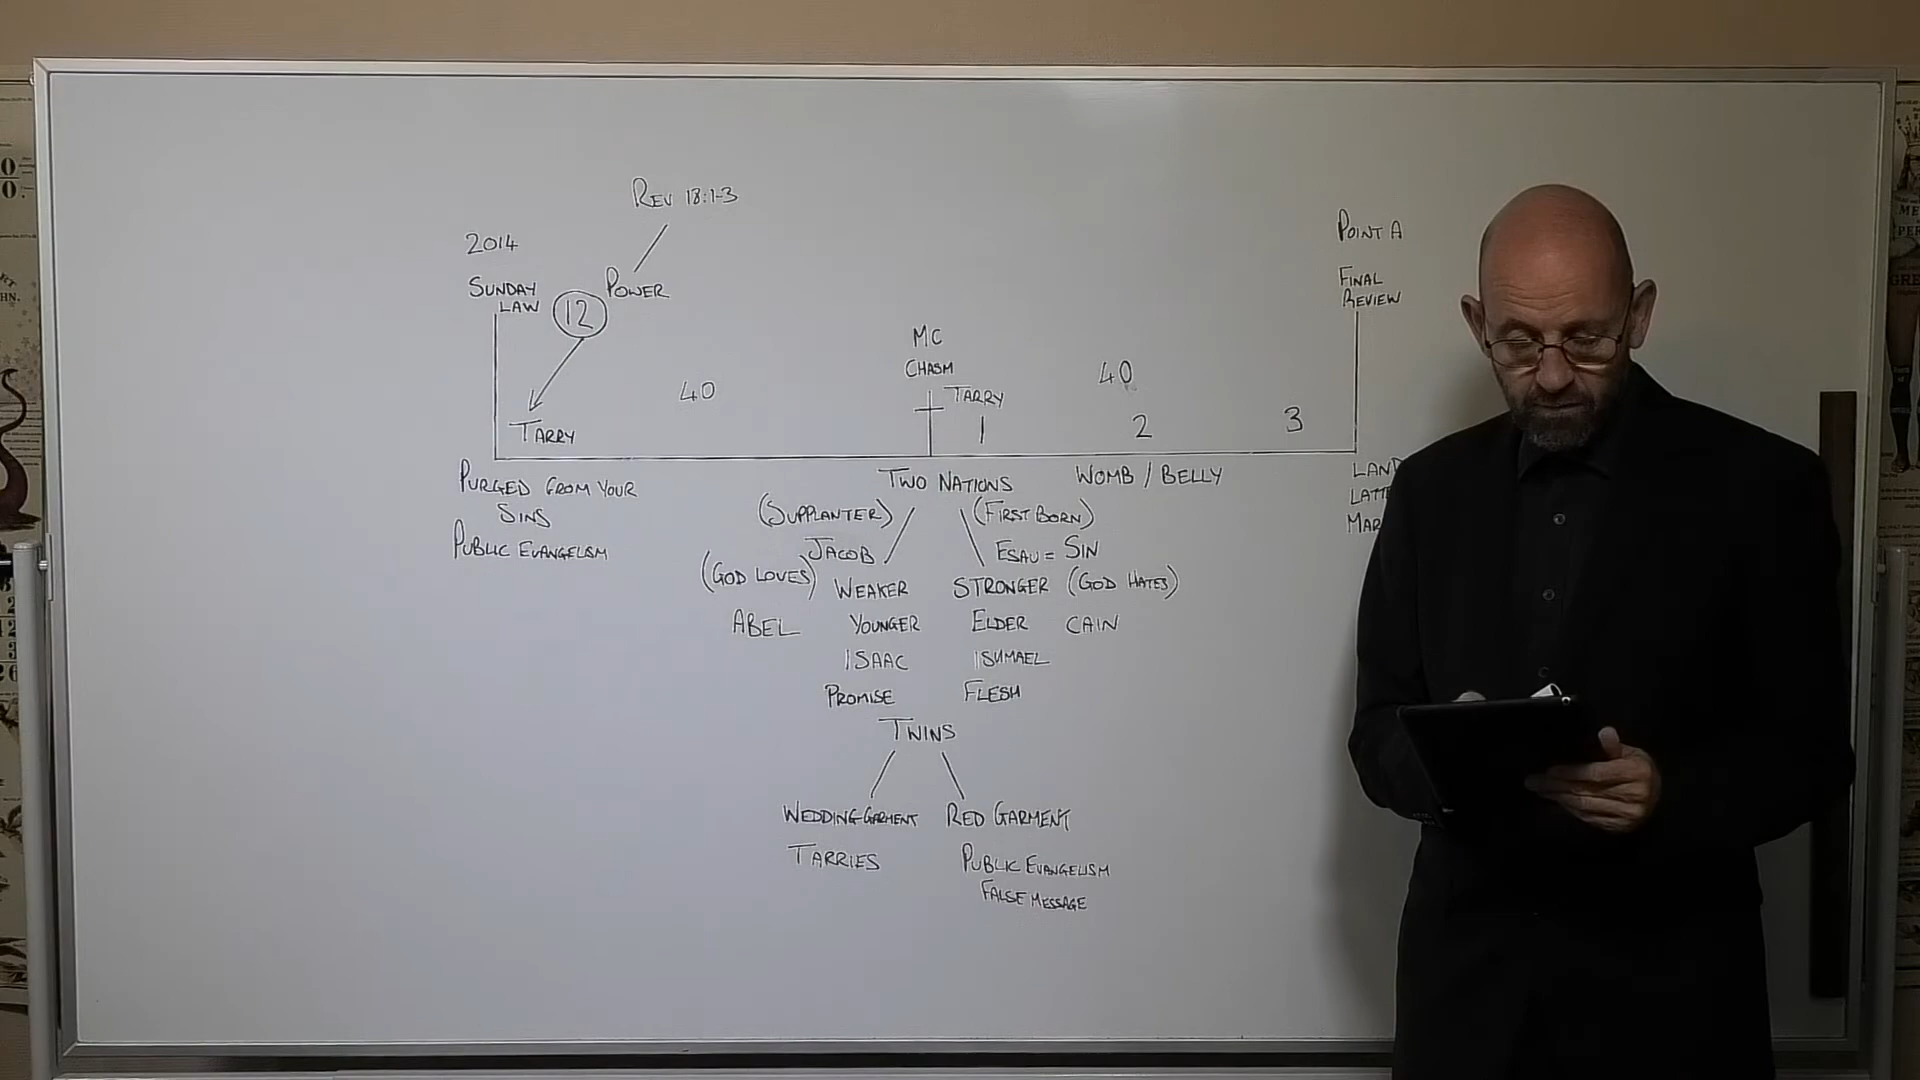 REV 18:1-3
2014
POINT A
SUNDAY
LAW
12
POWER
FINAL
REVIEW
MC
CHASM
40
40
TARRY
TARRY
1
2
3
PURGED FROM YOUR
SINS
PUBLIC EVANGELISM
TWO NATIONS
WOMB / BELLY
LAND
LATTE
MAR
(SUPPLANTER)
(FIRST BORN)
JACOB
ESAU = SIN
(GOD LOVES)
WEAKER
STRONGER
(GOD HATES)
ABEL
YOUNGER
ELDER
CAIN
ISAAC
ISHMAEL
PROMISE
FLESH
TWINS
WEDDING GARMENT
RED GARMENT
TARRIES
PUBLIC EVANGELISM
FALSE MESSAGE